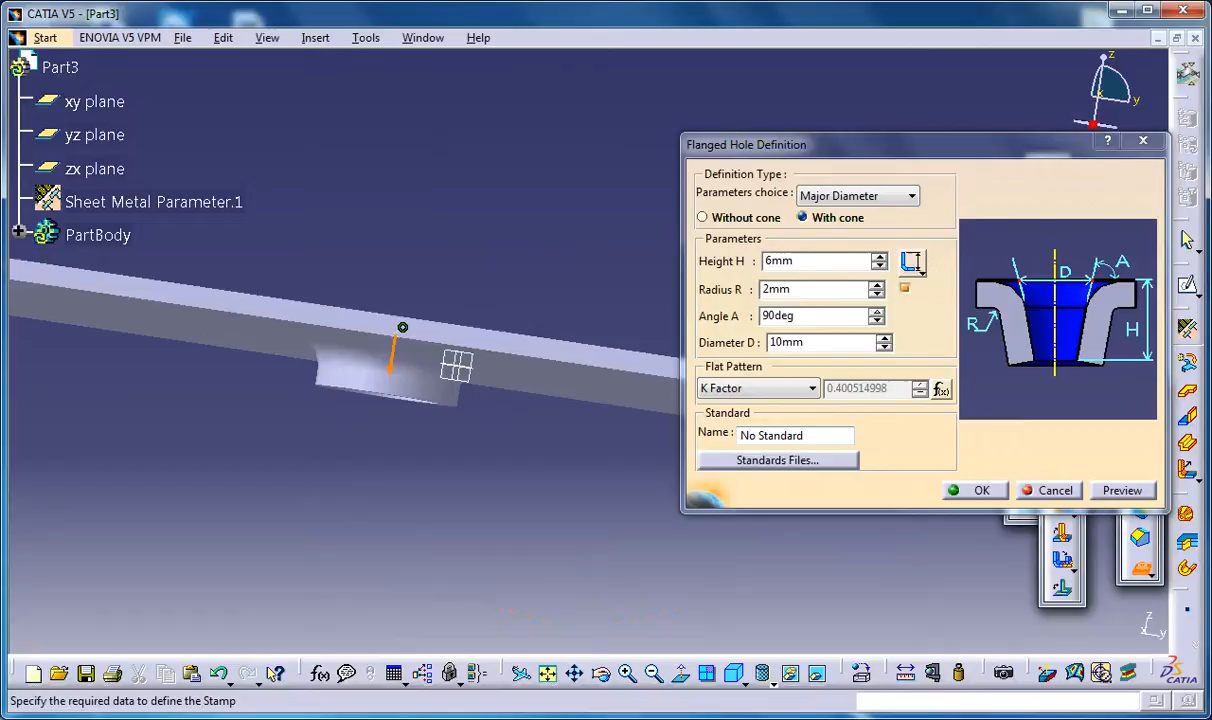 CATIA V5 - [Part3]
Start ENOVIA V5 VPM File Edit View Insert Tools Window Help
Part3
xy plane
yz plane
zx plane
Sheet Metal Parameter.1
PartBody
z
x
y
Flanged Hole Definition
Definition Type :
Parameters choice : Major Diameter
Without cone With cone
Parameters
Height H : 6mm
Radius R : 2mm
Angle A : 90deg
Diameter D : 10mm
D
A
R
H
Flat Pattern
K Factor 0.400514998 f(x)
Standard
Name : No Standard
Standards Files...
OK Cancel Preview
z
x y
f(x)
CATIA
Specify the required data to define the Stamp